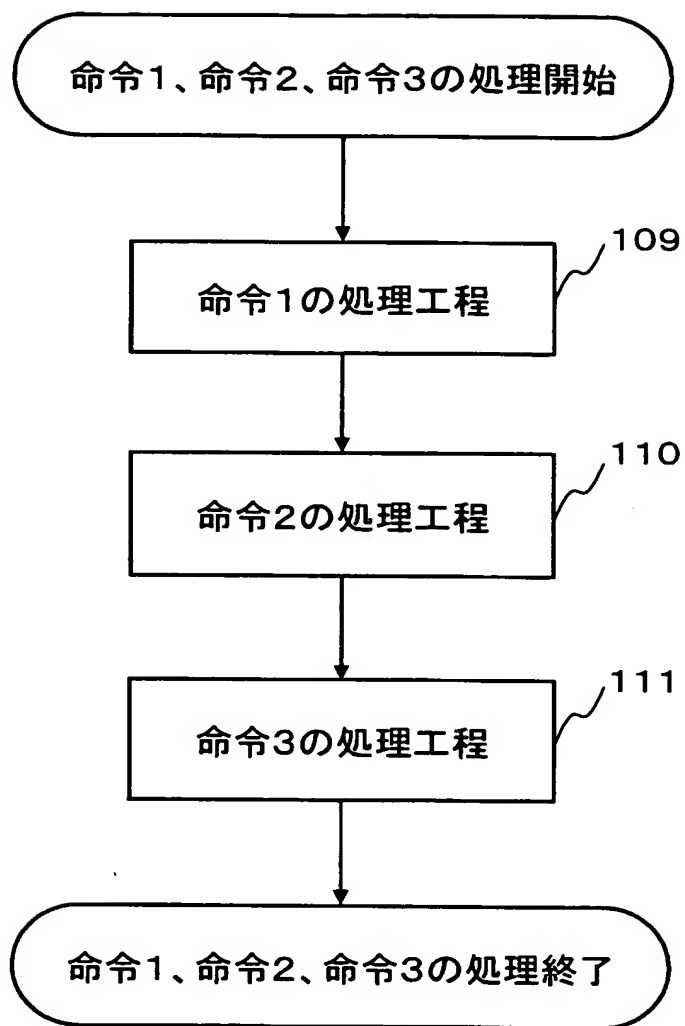 命令1、命令2、命令3の処理開始
109
命令1の処理工程
110
命令2の処理工程
111
命令3の処理工程
命令1、命令2、命令3の処理終了